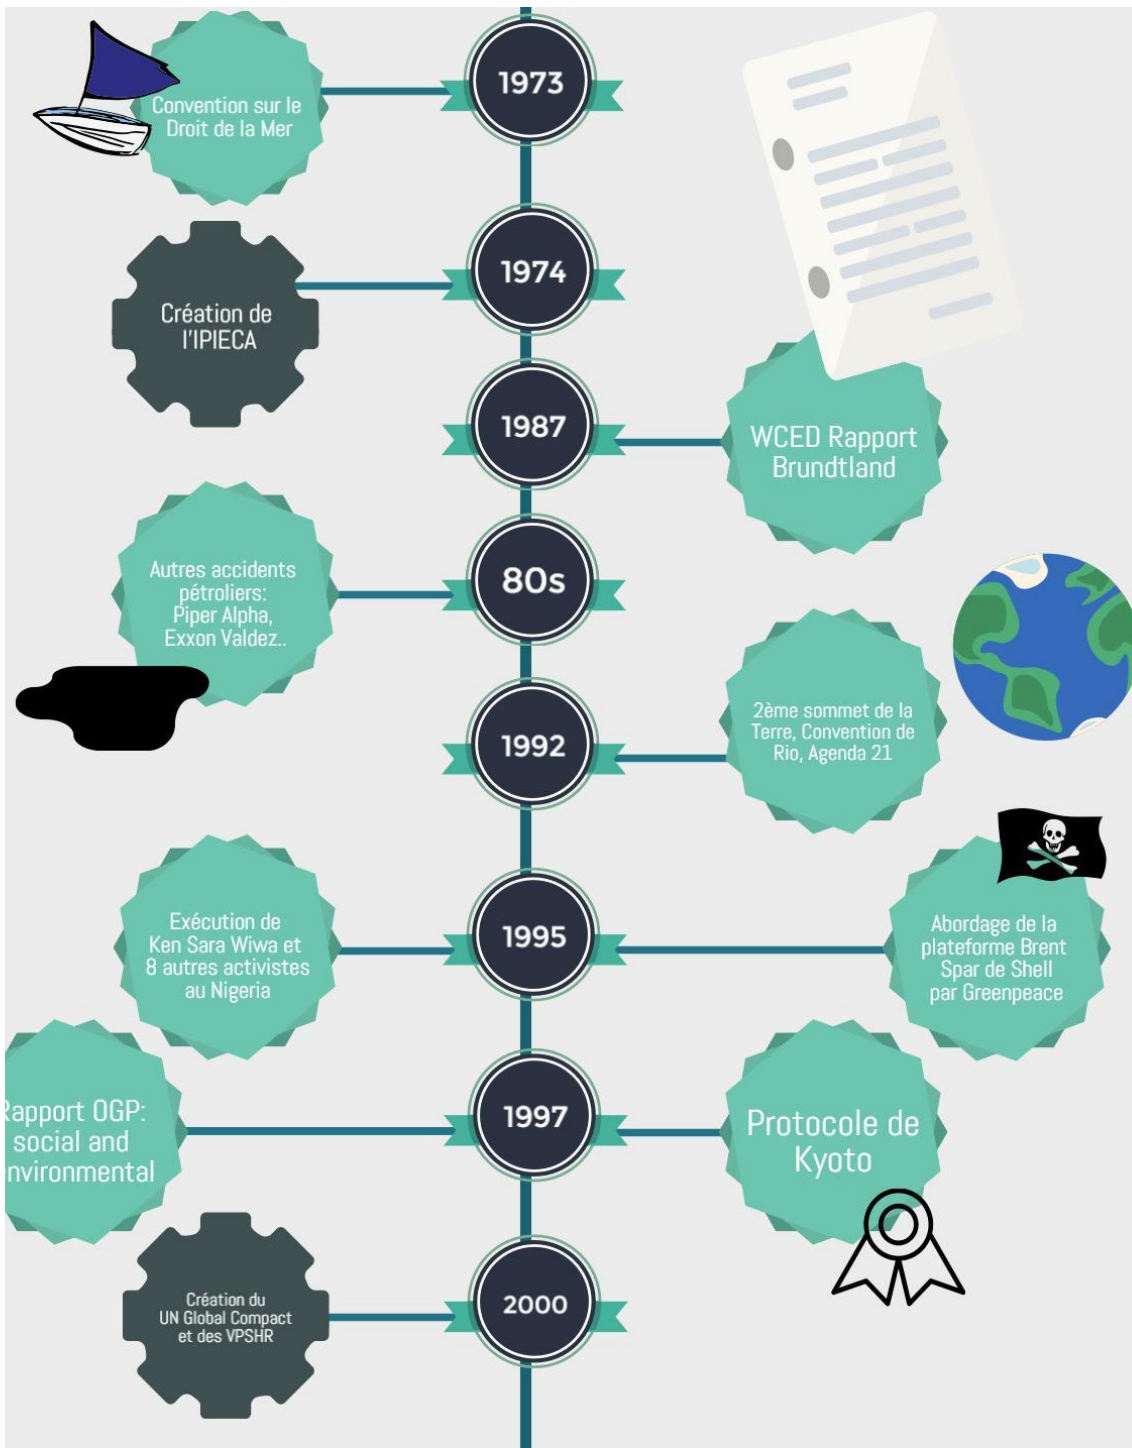 1973
Convention sur le
Droit de la Mer
1974
Création de
l'IPIECA
1987
WCED Rapport
Brundtland
80s
Autres accidents
pétroliers:
Piper Alpha,
Exxon Valdez..
1992
2ème sommet de la
Terre, Convention de
Rio, Agenda 21
1995
Exécution de
Ken Sara Wiwa et
8 autres activistes
au Nigeria
Abordage de la
plateforme Brent
Spar de Shell
par Greenpeace
1997
Rapport OGP:
social and
environmental
Protocole de
Kyoto
2000
Création du
UN Global Compact
et des VPSHR